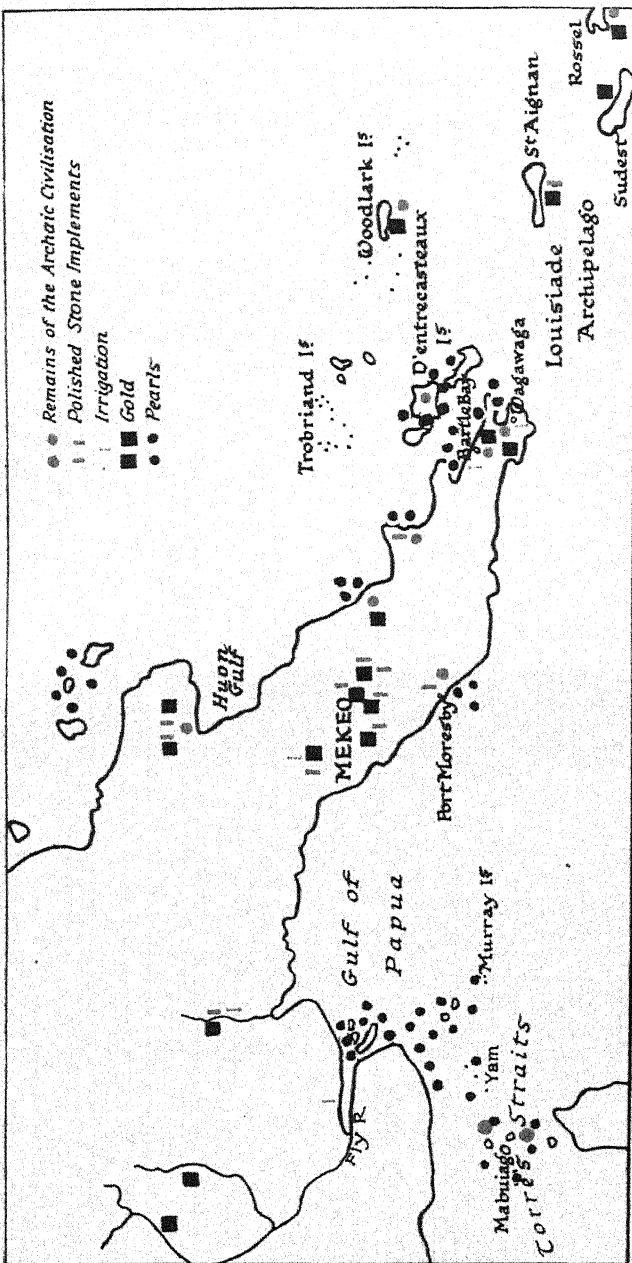 Remains of the Archaic Civilisation
Polished Stone Implements
Irrigation
Gold
Pearls
Huon
Gulf
Trobriand Is
Woodlark Is
D'entrecasteaux
Is
Bartle Bay
Wagawaga
St Aignan
Louisiade
Archipelago
Rossel
Sudest
MEKEO
Port Moresby
Gulf of
Papua
Fly R
Murray Is
Yam
Mabuiag
Torres Straits